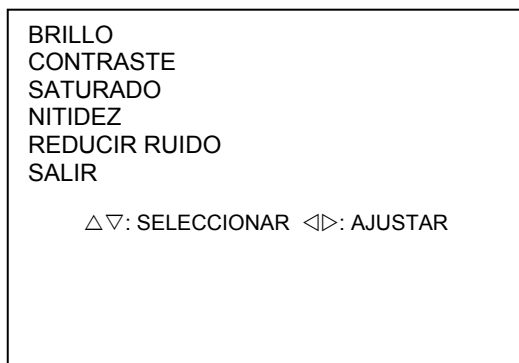 BRILLO
CONTRASTE
SATURADO
NITIDEZ
REDUCIR RUIDO
SALIR
△▽: SELECCIONAR ◁▷: AJUSTAR